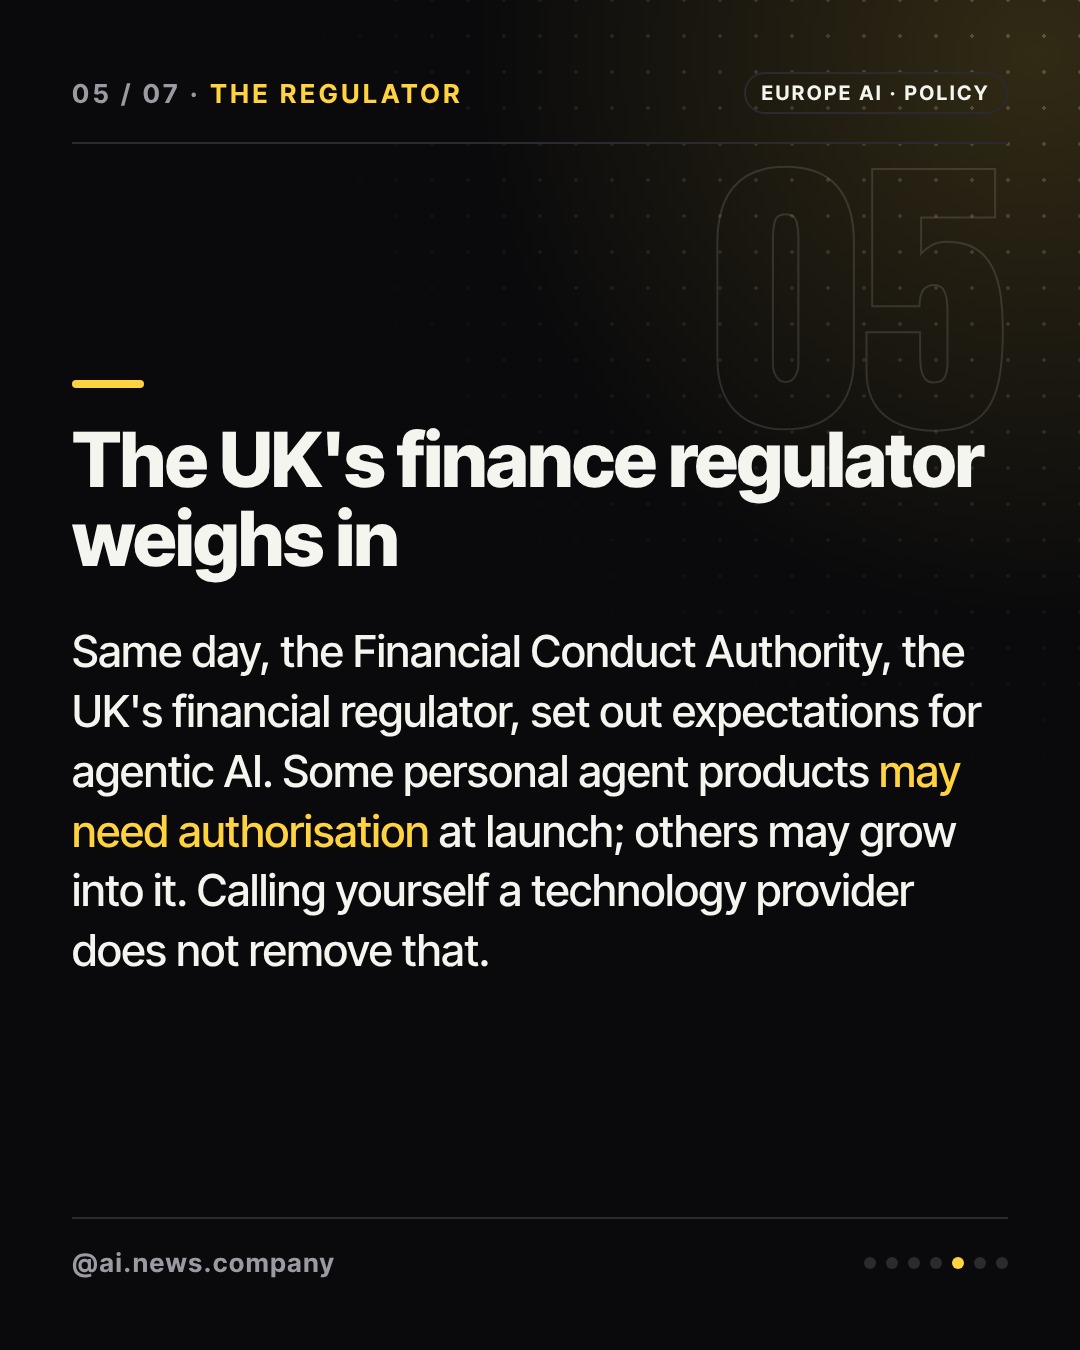 05 / 07 · THE REGULATOR
EUROPE AI · POLICY
05
The UK's finance regulator
weighs in
Same day, the Financial Conduct Authority, the
UK's financial regulator, set out expectations for
agentic AI. Some personal agent products may
need authorisation at launch; others may grow
into it. Calling yourself a technology provider
does not remove that.
@ai.news.company